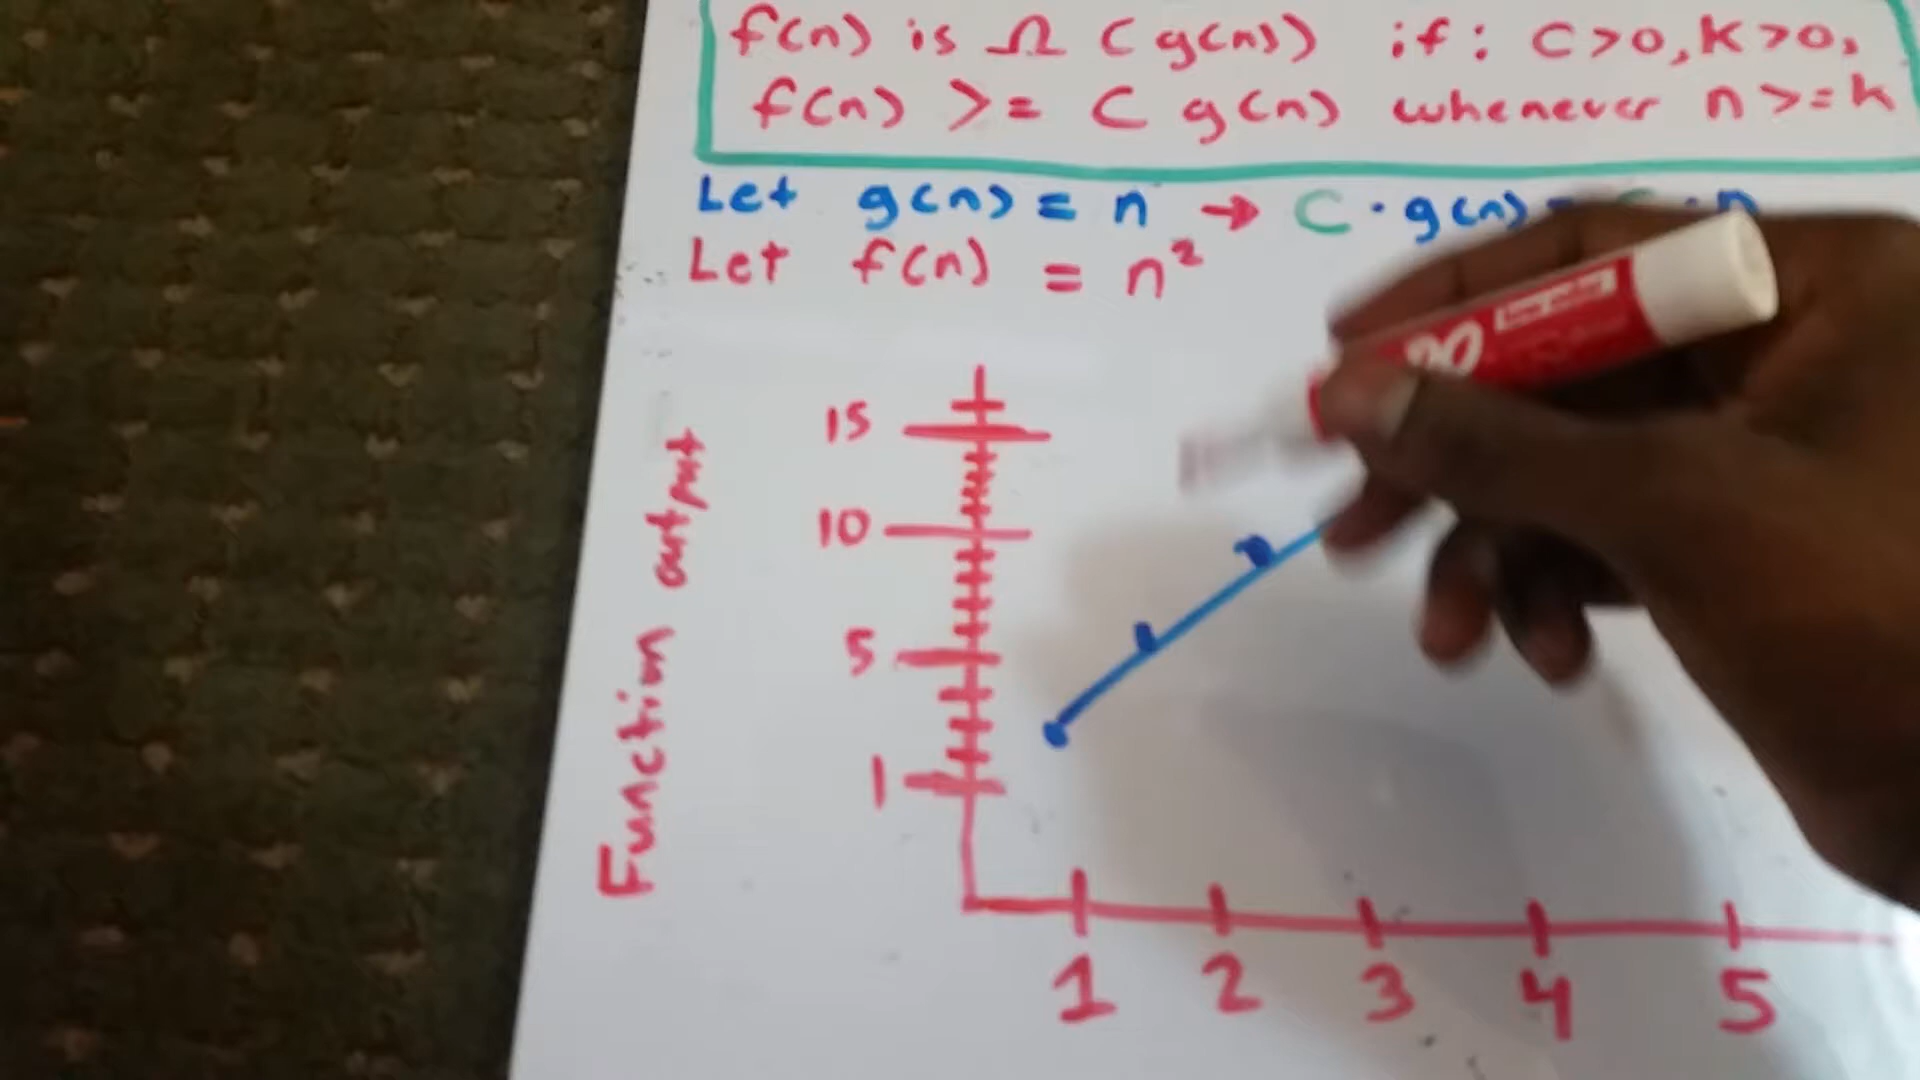 f(n) is Ω (g(n)) if: C>0, K>0,
f(n) >= C g(n) whenever n>=k
Let g(n) = n → C · g(n) = C · n
Let f(n) = n²
Function output
15
10
5
1
1 2 3 4 5